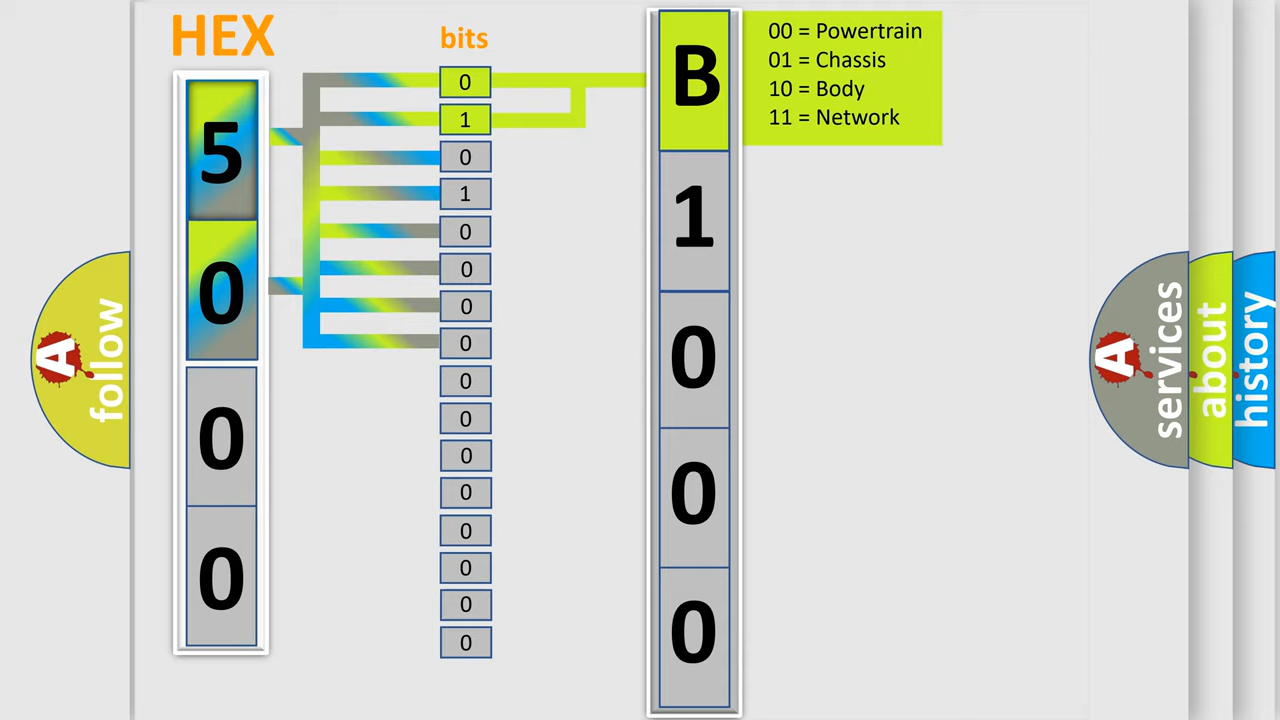 HEX
bits
5
0
0
0
0
1
0
1
0
0
0
0
0
0
0
0
0
0
0
0
B
1
0
0
0
00 = Powertrain
01 = Chassis
10 = Body
11 = Network
A
follow
A
services
about
history